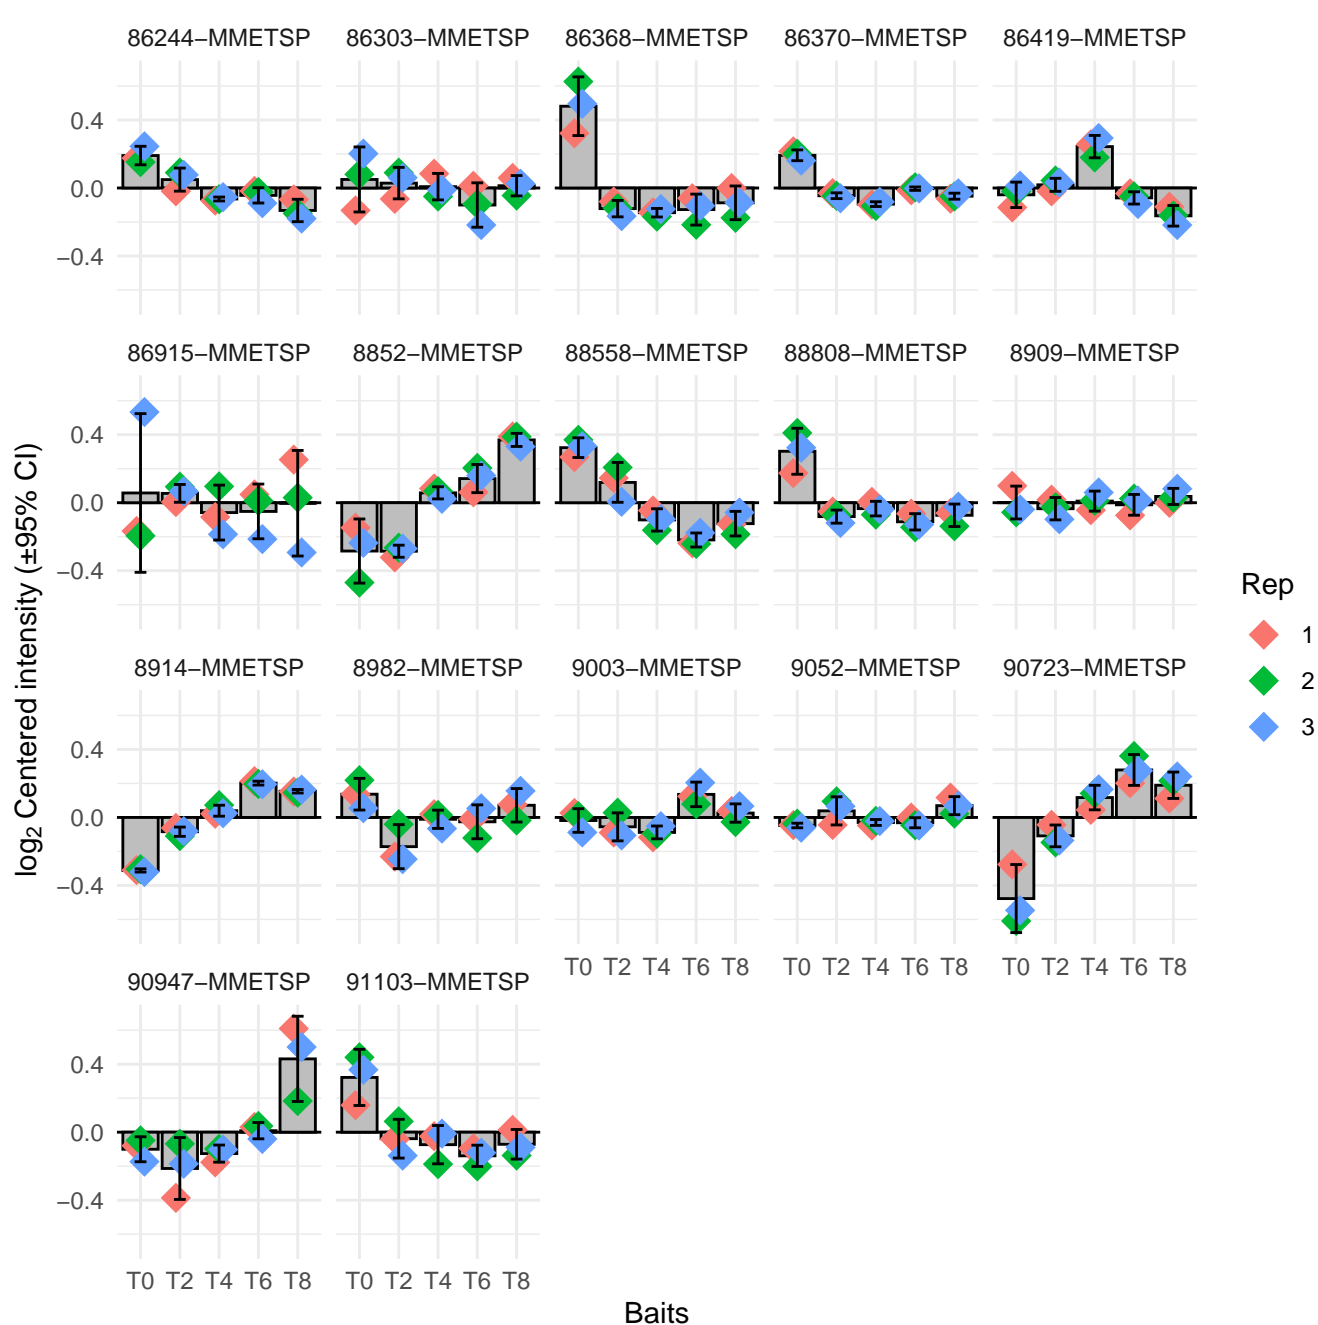 86244−MMETSP 86303−MMETSP 86368−MMETSP 86370−MMETSP 86419−MMETSP
0.4
0.0
−0.4
86915−MMETSP 8852−MMETSP 88558−MMETSP 88808−MMETSP 8909−MMETSP
0.4
0.0
−0.4
8914−MMETSP 8982−MMETSP 9003−MMETSP 9052−MMETSP 90723−MMETSP
0.4
0.0
−0.4
T0 T2 T4 T6 T8 T0 T2 T4 T6 T8 T0 T2 T4 T6 T8
90947−MMETSP 91103−MMETSP
0.4
0.0
−0.4
T0 T2 T4 T6 T8 T0 T2 T4 T6 T8
Baits
log₂ Centered intensity (±95% CI)
Rep
1
2
3